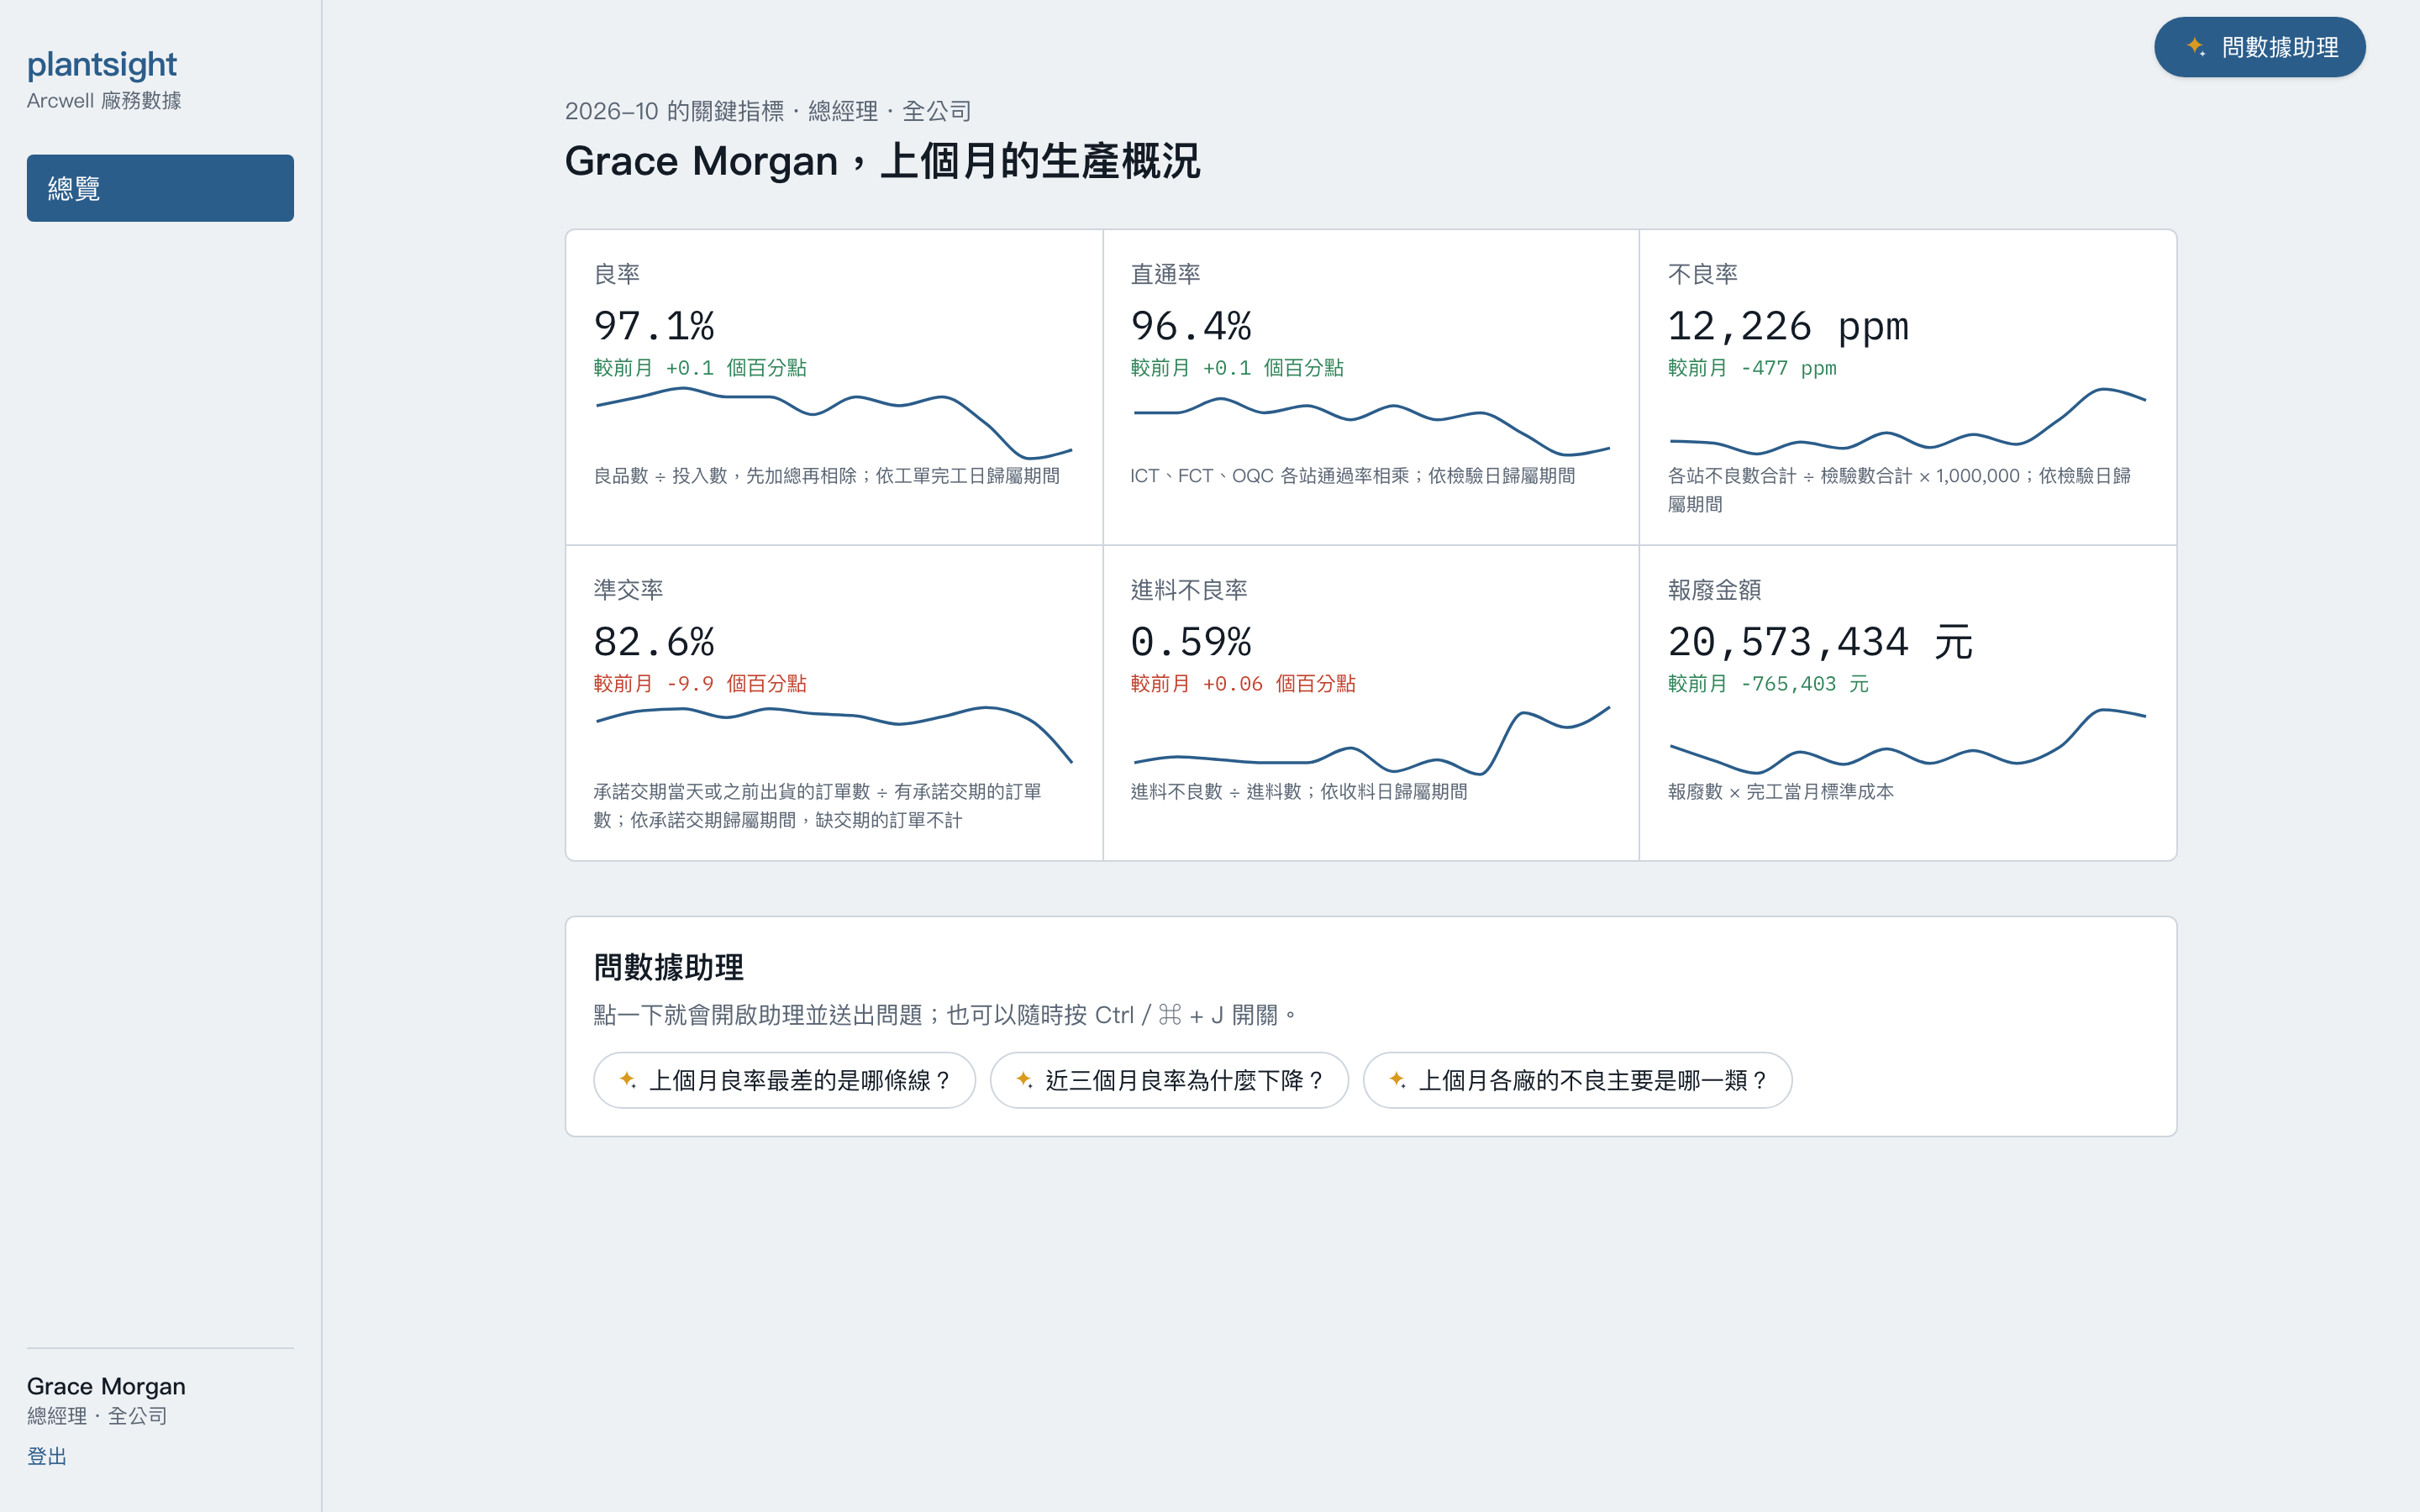 plantsight
Arcwell 廠務數據
總覽
Grace Morgan
總經理 · 全公司
登出
問數據助理
2026–10 的關鍵指標 · 總經理 · 全公司
Grace Morgan，上個月的生產概況
良率
97.1%
較前月 +0.1 個百分點
良品數 ÷ 投入數，先加總再相除；依工單完工日歸屬期間
直通率
96.4%
較前月 +0.1 個百分點
ICT、FCT、OQC 各站通過率相乘；依檢驗日歸屬期間
不良率
12,226 ppm
較前月 -477 ppm
各站不良數合計 ÷ 檢驗數合計 × 1,000,000；依檢驗日歸
屬期間
準交率
82.6%
較前月 -9.9 個百分點
承諾交期當天或之前出貨的訂單數 ÷ 有承諾交期的訂單
數；依承諾交期歸屬期間，缺交期的訂單不計
進料不良率
0.59%
較前月 +0.06 個百分點
進料不良數 ÷ 進料數；依收料日歸屬期間
報廢金額
20,573,434 元
較前月 -765,403 元
報廢數 × 完工當月標準成本
問數據助理
點一下就會開啟助理並送出問題；也可以隨時按 Ctrl / ⌘ + J 開關。
上個月良率最差的是哪條線？
近三個月良率為什麼下降？
上個月各廠的不良主要是哪一類？